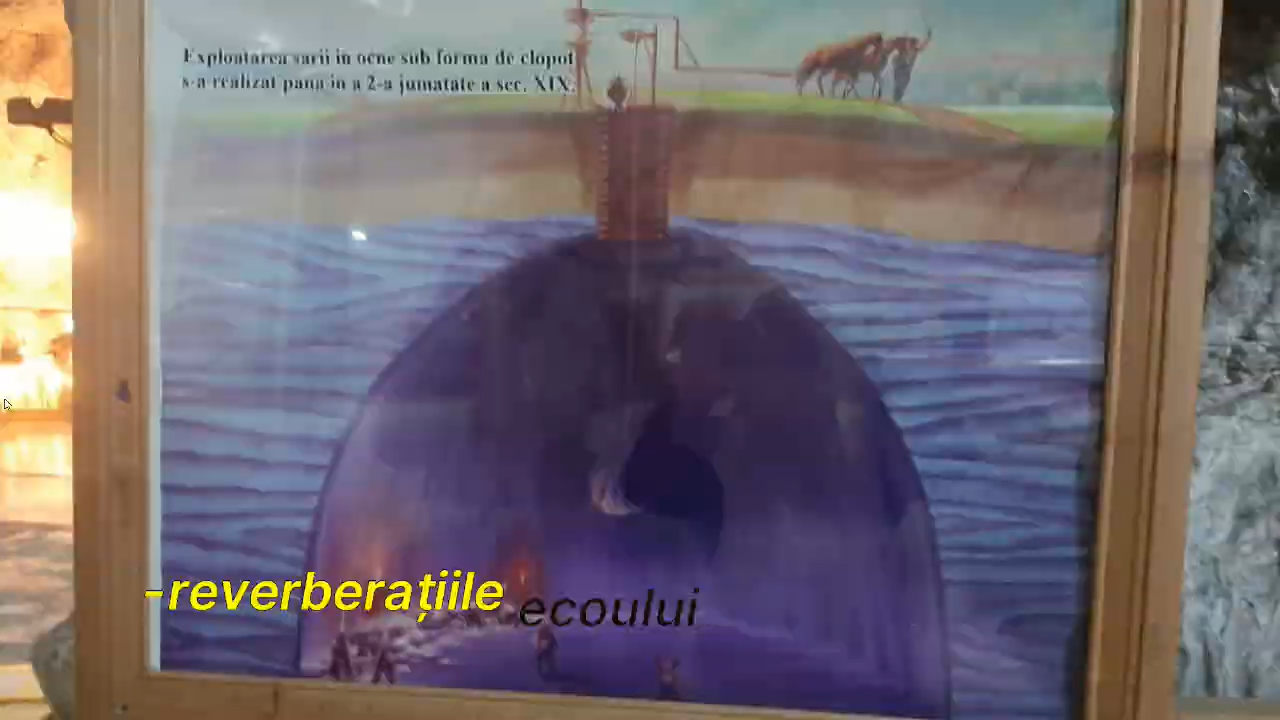 Exploatarea sarii in ocne sub forma de clopot
s-a realizat pana in a 2-a jumatate a sec. XIX.
-reverberațiile ecoului